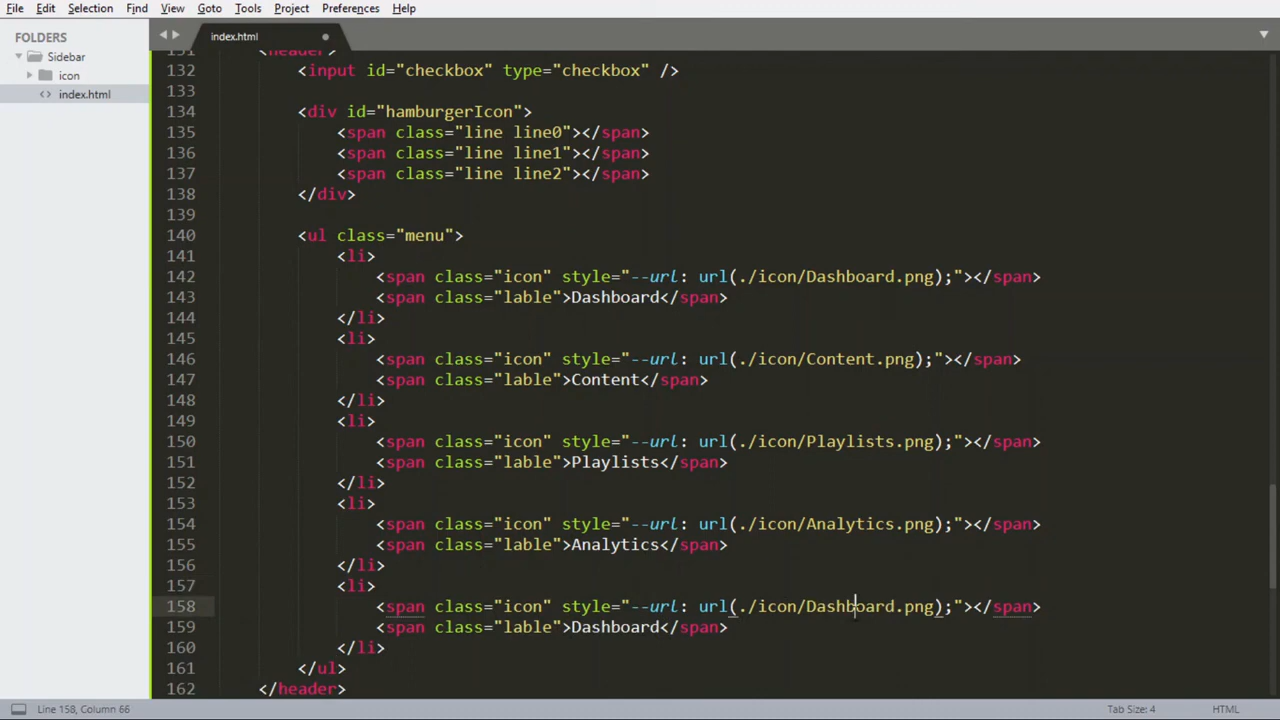 File Edit Selection Find View Goto Tools Project Preferences Help
FOLDERS
Sidebar
icon
<> index.html
index.html
131 <header>
132 <input id="checkbox" type="checkbox" />
133
134 <div id="hamburgerIcon">
135 <span class="line line0"></span>
136 <span class="line line1"></span>
137 <span class="line line2"></span>
138 </div>
139
140 <ul class="menu">
141 <li>
142 <span class="icon" style="--url: url(./icon/Dashboard.png);"></span>
143 <span class="lable">Dashboard</span>
144 </li>
145 <li>
146 <span class="icon" style="--url: url(./icon/Content.png);"></span>
147 <span class="lable">Content</span>
148 </li>
149 <li>
150 <span class="icon" style="--url: url(./icon/Playlists.png);"></span>
151 <span class="lable">Playlists</span>
152 </li>
153 <li>
154 <span class="icon" style="--url: url(./icon/Analytics.png);"></span>
155 <span class="lable">Analytics</span>
156 </li>
157 <li>
158 <span class="icon" style="--url: url(./icon/Dashboard.png);"></span>
159 <span class="lable">Dashboard</span>
160 </li>
161 </ul>
162 </header>
Line 158, Column 66
Tab Size: 4
HTML